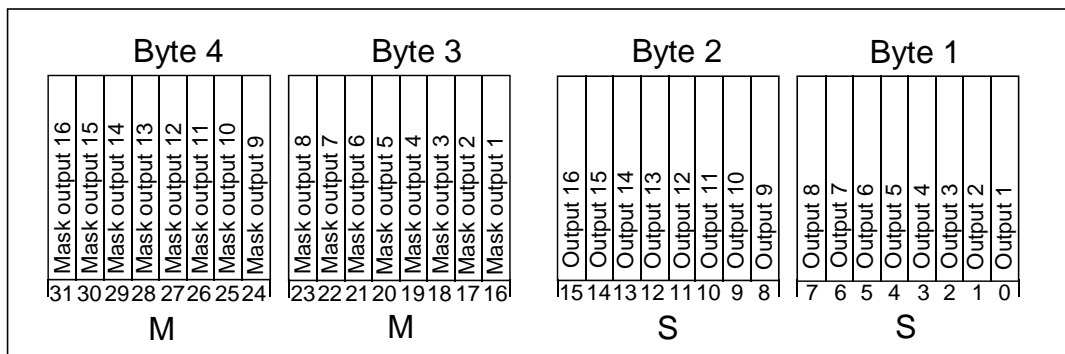 Byte 4
Byte 3
Byte 2
Byte 1
Mask output 16
Mask output 15
Mask output 14
Mask output 13
Mask output 12
Mask output 11
Mask output 10
Mask output 9
Mask output 8
Mask output 7
Mask output 6
Mask output 5
Mask output 4
Mask output 3
Mask output 2
Mask output 1
Output 16
Output 15
Output 14
Output 13
Output 12
Output 11
Output 10
Output 9
Output 8
Output 7
Output 6
Output 5
Output 4
Output 3
Output 2
Output 1
31 30 29 28 27 26 25 24
23 22 21 20 19 18 17 16
15 14 13 12 11 10 9 8
7 6 5 4 3 2 1 0
M
M
S
S